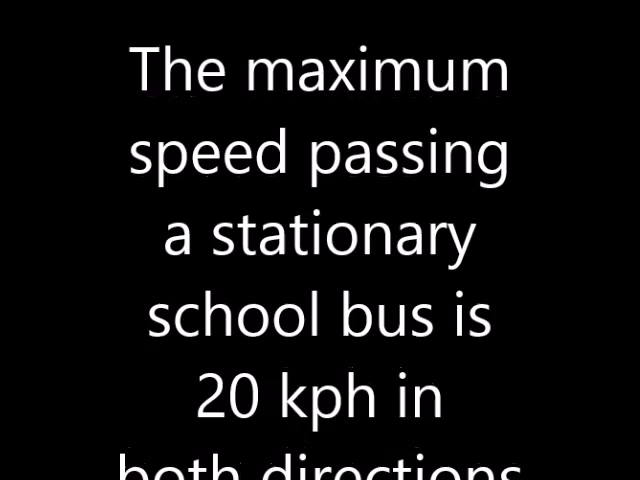 The maximum
speed passing
a stationary
school bus is
20 kph in
both directions